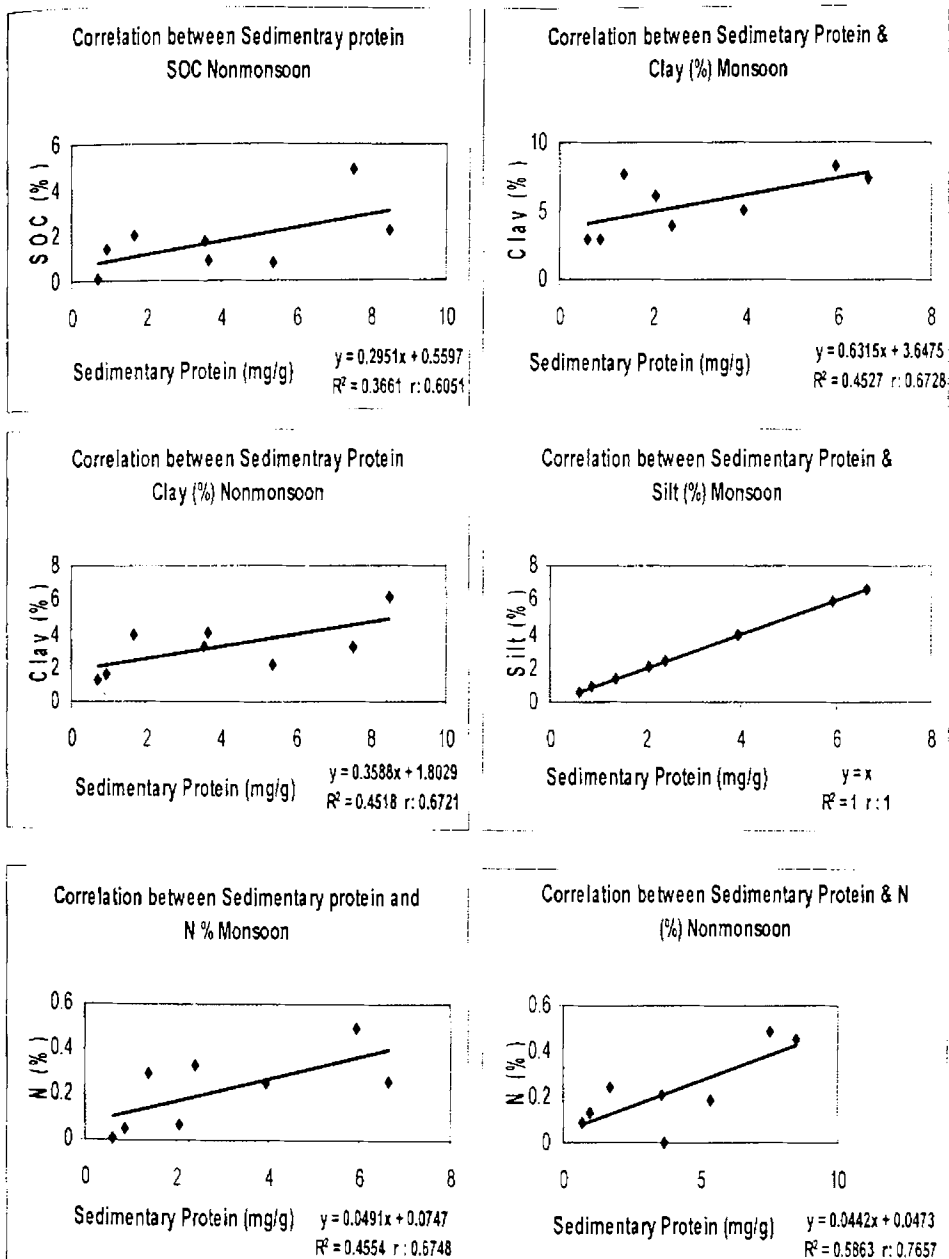 Correlation between Sedimentray protein
SOC Nonmonsoon
SOC (%)
6
4
2
0
0 2 4 6 8 10
Sedimentary Protein (mg/g)
y = 0.2951x + 0.5597
R² = 0.3661 r: 0.6051
Correlation between Sedimetary Protein &
Clay (%) Monsoon
Clay (%)
10
5
0
0 2 4 6 8
Sedimentary Protein (mg/g)
y = 0.6315x + 3.6475
R² = 0.4527 r: 0.6728
Correlation between Sedimentray Protein
Clay (%) Nonmonsoon
Clay (%)
8
6
4
2
0
0 2 4 6 8 10
Sedimentary Protein (mg/g)
y = 0.3588x + 1.8029
R² = 0.4518 r: 0.6721
Correlation between Sedimentary Protein &
Silt (%) Monsoon
Silt (%)
8
6
4
2
0
0 2 4 6 8
Sedimentary Protein (mg/g)
y = x
R² = 1 r : 1
Correlation between Sedimentary protein and
N % Monsoon
N (%)
0.6
0.4
0.2
0
0 2 4 6 8
Sedimentary Protein (mg/g)
y = 0.0491x + 0.0747
R² = 0.4554 r : 0.6748
Correlation between Sedimentary Protein & N
(%) Nonmonsoon
N (%)
0.6
0.4
0.2
0
0 5 10
Sedimentary Protein (mg/g)
y = 0.0442x + 0.0473
R² = 0.5863 r: 0.7657